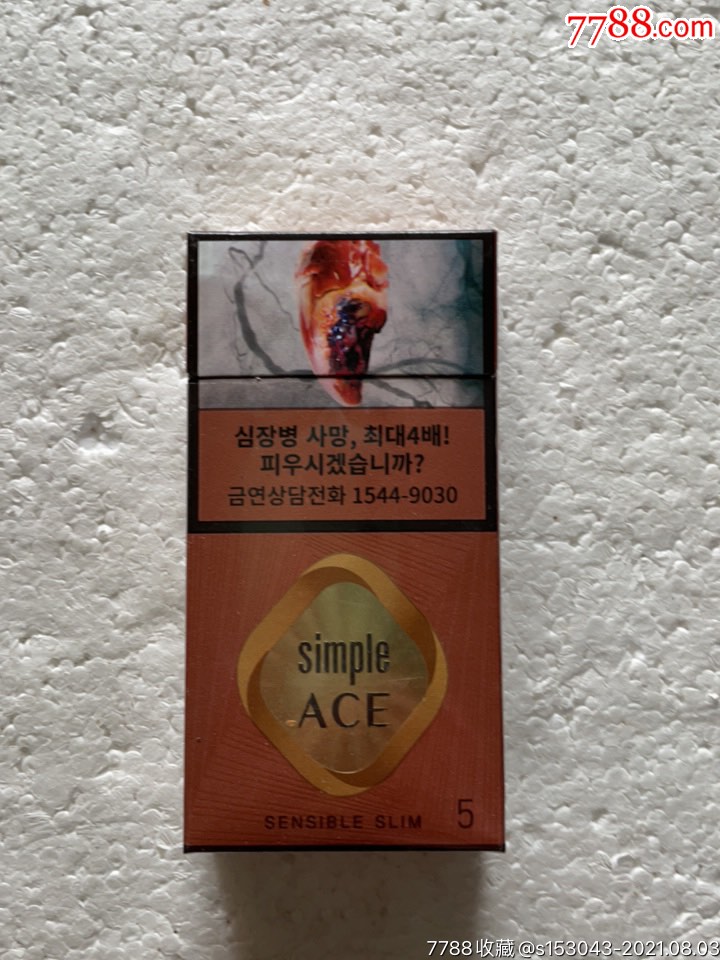 7788.com
심장병 사망, 최대4배!
피우시겠습니까?
금연상담전화 1544-9030
simple
ACE
SENSIBLE SLIM 5
7788收藏 @s153043-2021.08.03